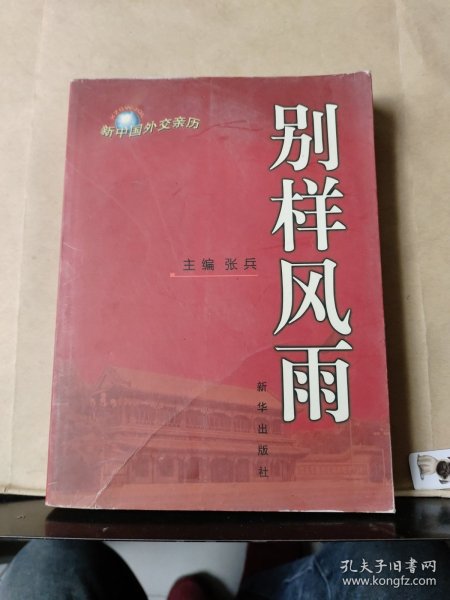 新中国外交亲历
别样风雨
主编 张兵
新华出版社
孔夫子旧书网
www.kongfz.com